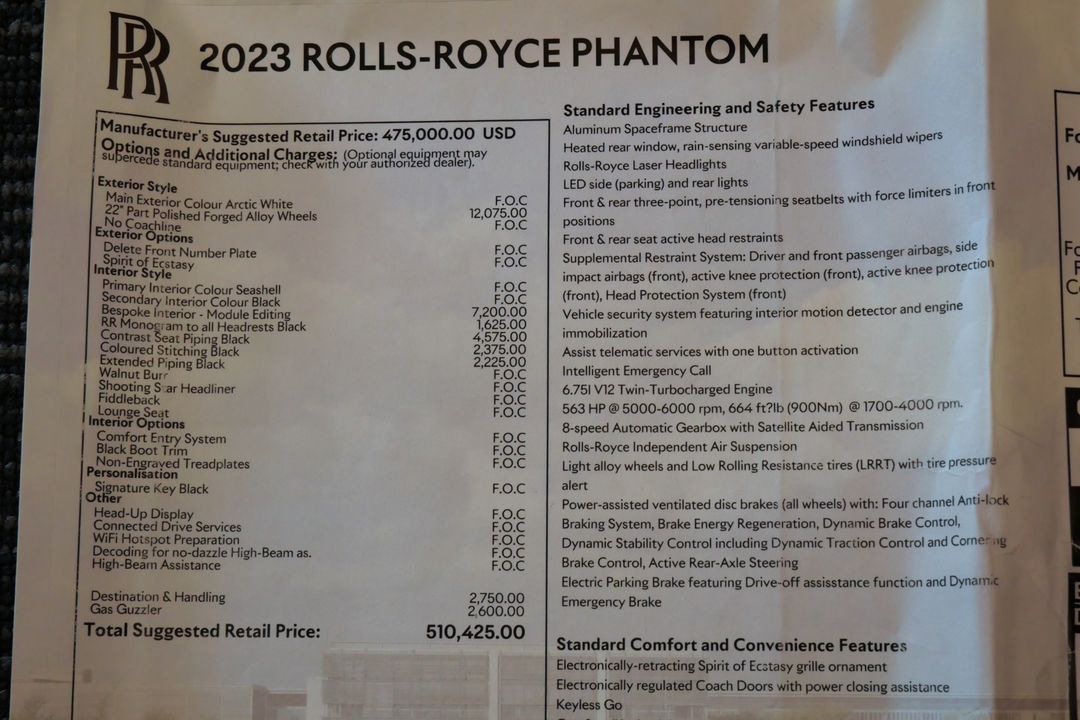 RR
2023 ROLLS-ROYCE PHANTOM
Manufacturer's Suggested Retail Price: 475,000.00 USD
Options and Additional Charges: (Optional equipment may
supercede standard equipment; check with your authorized dealer).
Exterior Style
Main Exterior Colour Arctic White F.O.C
22" Part Polished Forged Alloy Wheels 12,075.00
No Coachline F.O.C
Exterior Options
Delete Front Number Plate F.O.C
Spirit of Ecstasy F.O.C
Interior Style
Primary Interior Colour Seashell F.O.C
Secondary Interior Colour Black F.O.C
Bespoke Interior - Module Editing 7,200.00
RR Monogram to all Headrests Black 1,625.00
Contrast Seat Piping Black 4,575.00
Coloured Stitching Black 2,375.00
Extended Piping Black 2,225.00
Walnut Burr F.O.C
Shooting Star Headliner F.O.C
Fiddleback F.O.C
Lounge Seat F.O.C
Interior Options
Comfort Entry System F.O.C
Black Boot Trim F.O.C
Non-Engraved Treadplates F.O.C
Personalisation
Signature Key Black F.O.C
Other
Head-Up Display F.O.C
Connected Drive Services F.O.C
WiFi Hotspot Preparation F.O.C
Decoding for no-dazzle High-Beam as. F.O.C
High-Beam Assistance F.O.C
Destination & Handling 2,750.00
Gas Guzzler 2,600.00
Total Suggested Retail Price: 510,425.00
Standard Engineering and Safety Features
Aluminum Spaceframe Structure
Heated rear window, rain-sensing variable-speed windshield wipers
Rolls-Royce Laser Headlights
LED side (parking) and rear lights
Front & rear three-point, pre-tensioning seatbelts with force limiters in front
positions
Front & rear seat active head restraints
Supplemental Restraint System: Driver and front passenger airbags, side
impact airbags (front), active knee protection (front), active knee protection
(front), Head Protection System (front)
Vehicle security system featuring interior motion detector and engine
immobilization
Assist telematic services with one button activation
Intelligent Emergency Call
6.75l V12 Twin-Turbocharged Engine
563 HP @ 5000-6000 rpm, 664 ft?lb (900Nm) @ 1700-4000 rpm.
8-speed Automatic Gearbox with Satellite Aided Transmission
Rolls-Royce Independent Air Suspension
Light alloy wheels and Low Rolling Resistance tires (LRRT) with tire pressure
alert
Power-assisted ventilated disc brakes (all wheels) with: Four channel Anti-lock
Braking System, Brake Energy Regeneration, Dynamic Brake Control,
Dynamic Stability Control including Dynamic Traction Control and Cornering
Brake Control, Active Rear-Axle Steering
Electric Parking Brake featuring Drive-off assisstance function and Dynamic
Emergency Brake
Standard Comfort and Convenience Features
Electronically-retracting Spirit of Ecstasy grille ornament
Electronically regulated Coach Doors with power closing assistance
Keyless Go